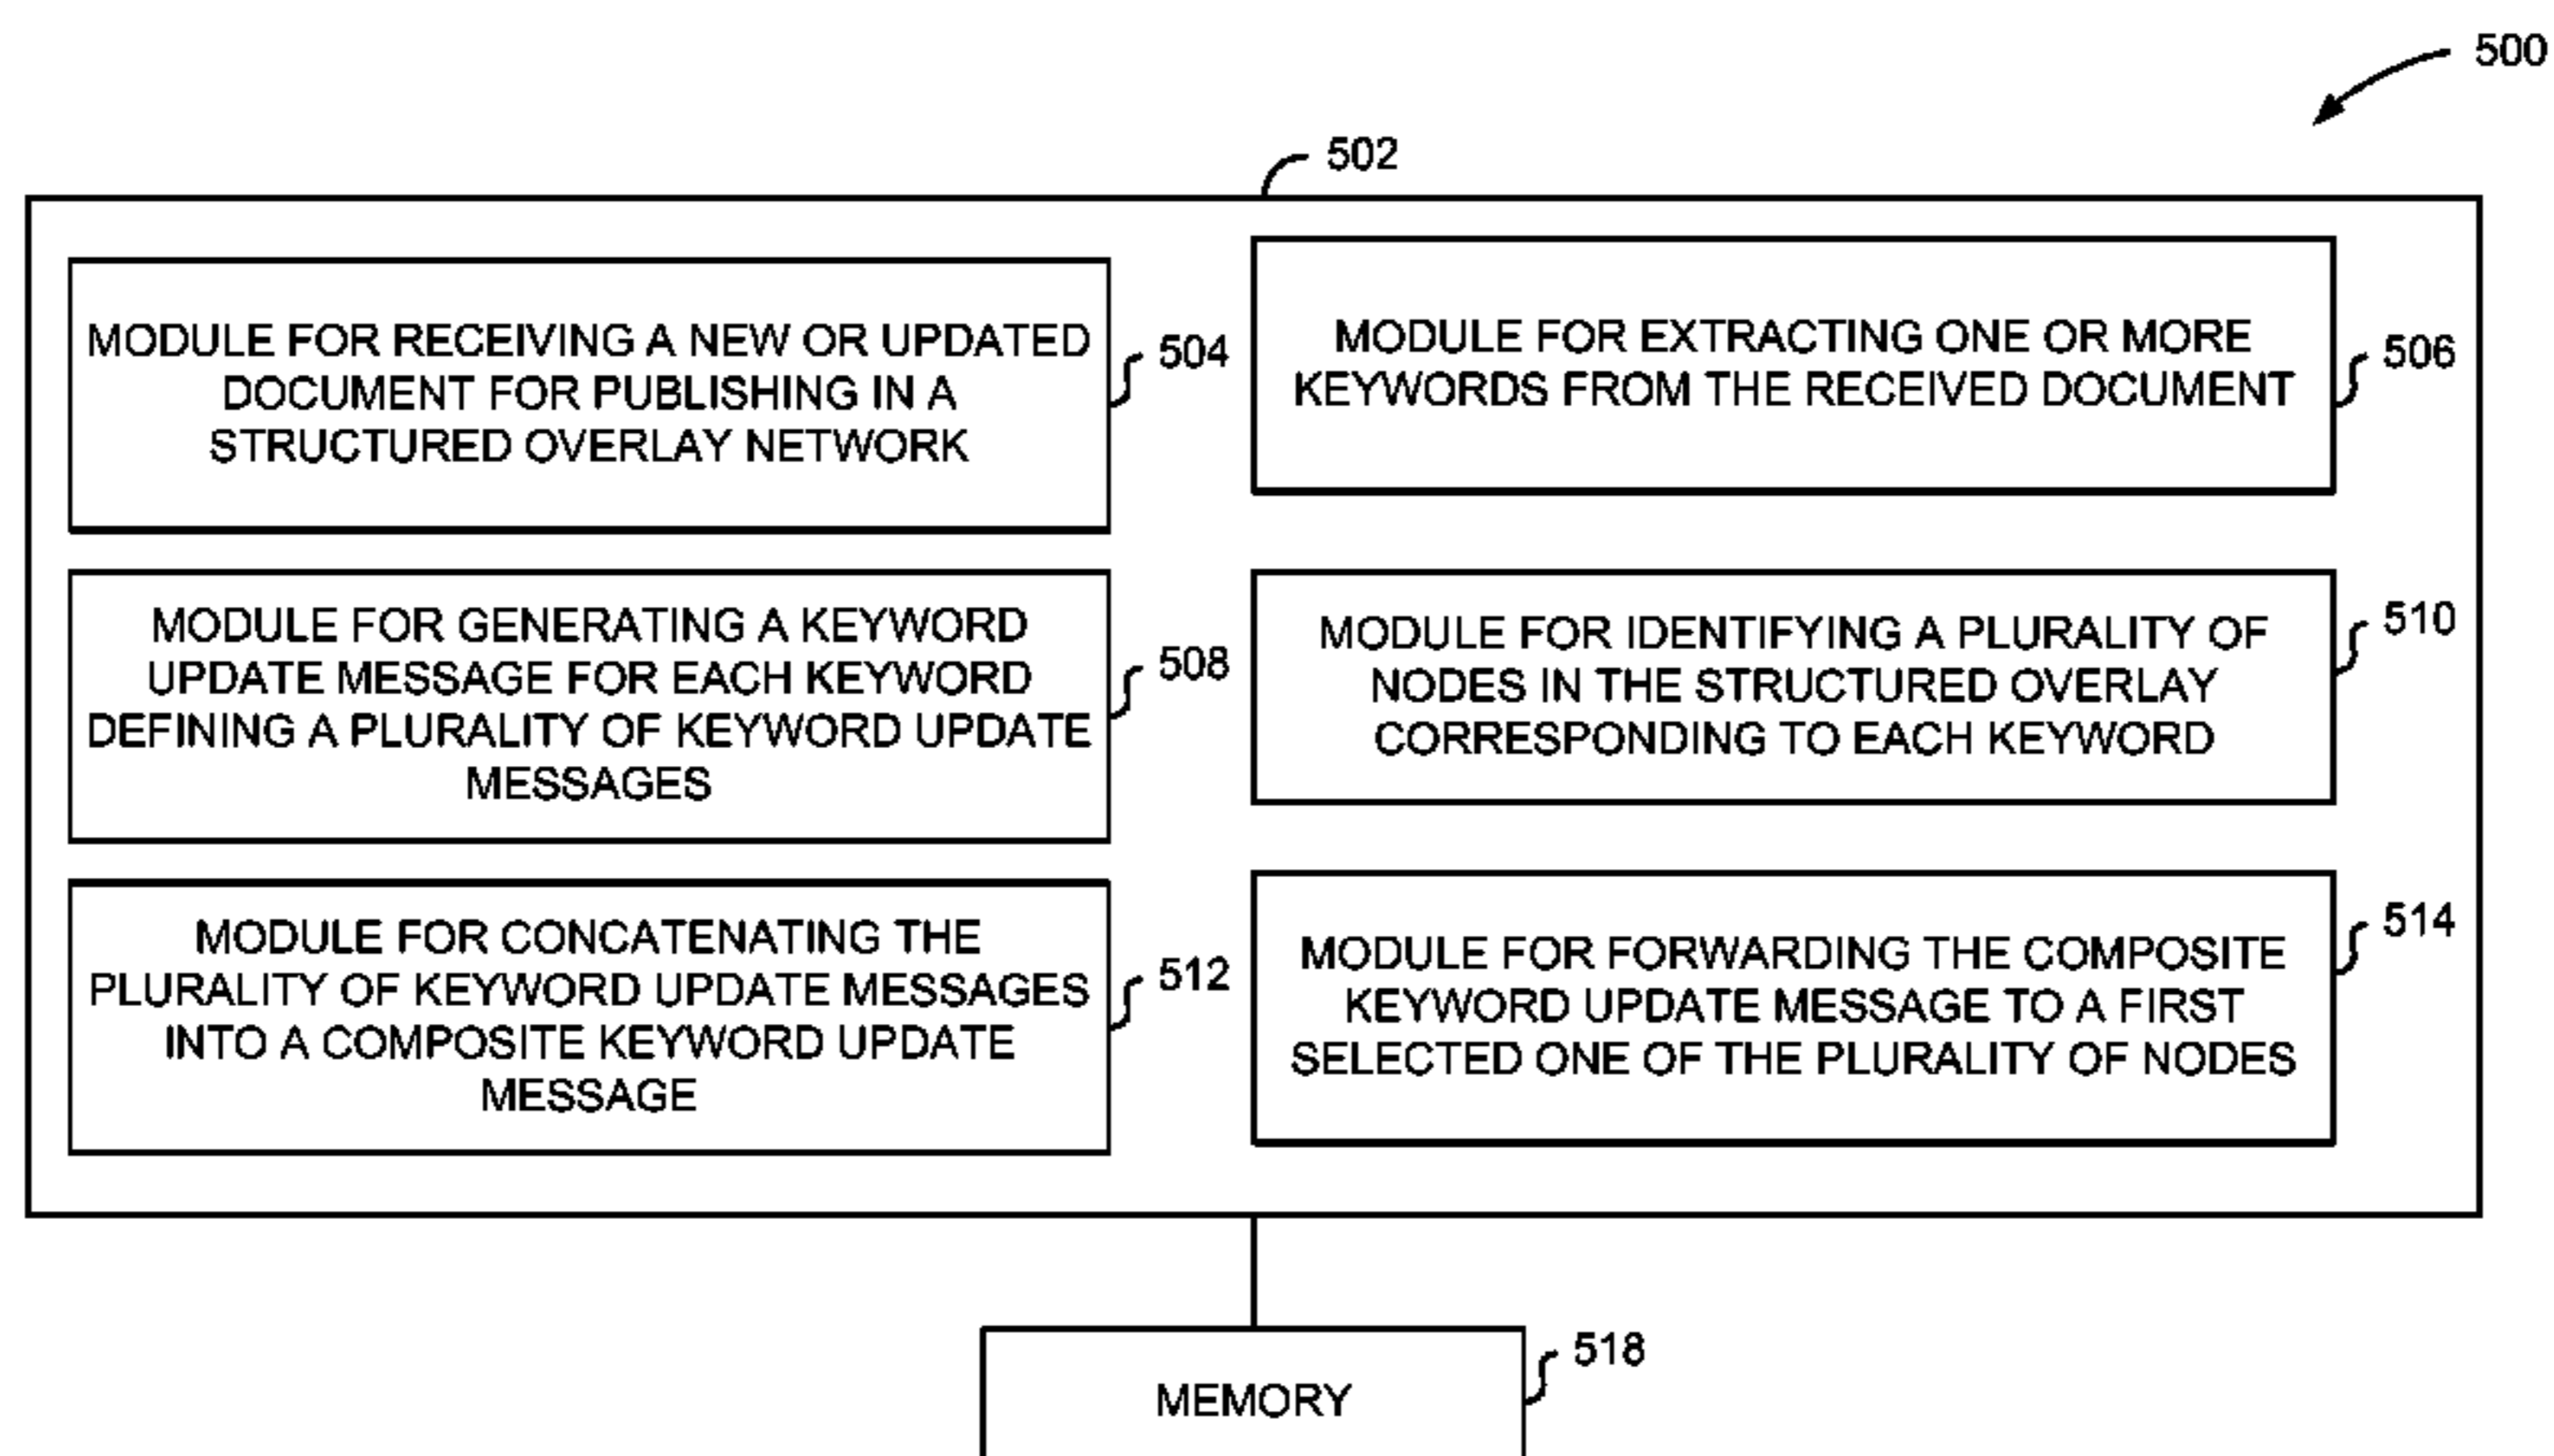 500
502
MODULE FOR RECEIVING A NEW OR UPDATED
DOCUMENT FOR PUBLISHING IN A
STRUCTURED OVERLAY NETWORK
504
MODULE FOR EXTRACTING ONE OR MORE
KEYWORDS FROM THE RECEIVED DOCUMENT
506
MODULE FOR GENERATING A KEYWORD
UPDATE MESSAGE FOR EACH KEYWORD
DEFINING A PLURALITY OF KEYWORD UPDATE
MESSAGES
508
MODULE FOR IDENTIFYING A PLURALITY OF
NODES IN THE STRUCTURED OVERLAY
CORRESPONDING TO EACH KEYWORD
510
MODULE FOR CONCATENATING THE
PLURALITY OF KEYWORD UPDATE MESSAGES
INTO A COMPOSITE KEYWORD UPDATE
MESSAGE
512
MODULE FOR FORWARDING THE COMPOSITE
KEYWORD UPDATE MESSAGE TO A FIRST
SELECTED ONE OF THE PLURALITY OF NODES
514
MEMORY
518